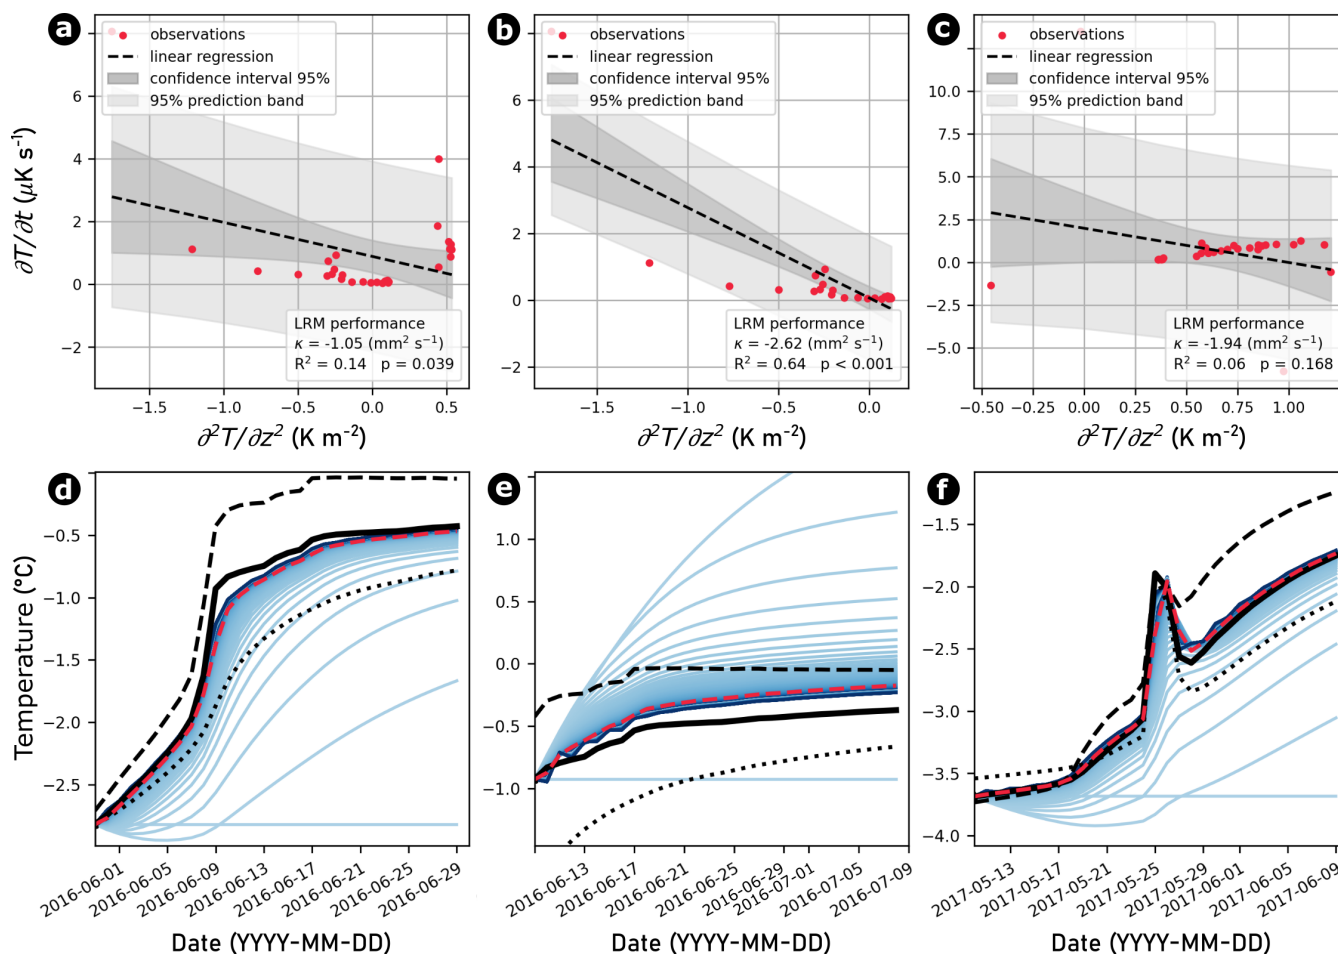 a
observations
linear regression
confidence interval 95%
95% prediction band
8
6
4
2
0
−2
∂T/∂t (μK s⁻¹)
LRM performance
κ = -1.05 (mm² s⁻¹)
R² = 0.14 p = 0.039
−1.5 −1.0 −0.5 0.0 0.5
∂²T/∂z² (K m⁻²)
b
observations
linear regression
confidence interval 95%
95% prediction band
8
6
4
2
0
−2
LRM performance
κ = -2.62 (mm² s⁻¹)
R² = 0.64 p < 0.001
−1.5 −1.0 −0.5 0.0
∂²T/∂z² (K m⁻²)
c
observations
linear regression
confidence interval 95%
95% prediction band
12.5
10.0
7.5
5.0
2.5
0.0
−2.5
−5.0
LRM performance
κ = -1.94 (mm² s⁻¹)
R² = 0.06 p = 0.168
−0.50 −0.25 0.00 0.25 0.50 0.75 1.00
∂²T/∂z² (K m⁻²)
d
−0.5
−1.0
−1.5
−2.0
−2.5
Temperature (°C)
2016-06-01
2016-06-05
2016-06-09
2016-06-13
2016-06-17
2016-06-21
2016-06-25
2016-06-29
Date (YYYY-MM-DD)
e
1.0
0.5
0.0
−0.5
−1.0
2016-06-13
2016-06-17
2016-06-21
2016-06-25
2016-06-29
2016-07-01
2016-07-05
2016-07-09
Date (YYYY-MM-DD)
f
−1.5
−2.0
−2.5
−3.0
−3.5
−4.0
2017-05-13
2017-05-17
2017-05-21
2017-05-25
2017-05-29
2017-06-01
2017-06-05
2017-06-09
Date (YYYY-MM-DD)